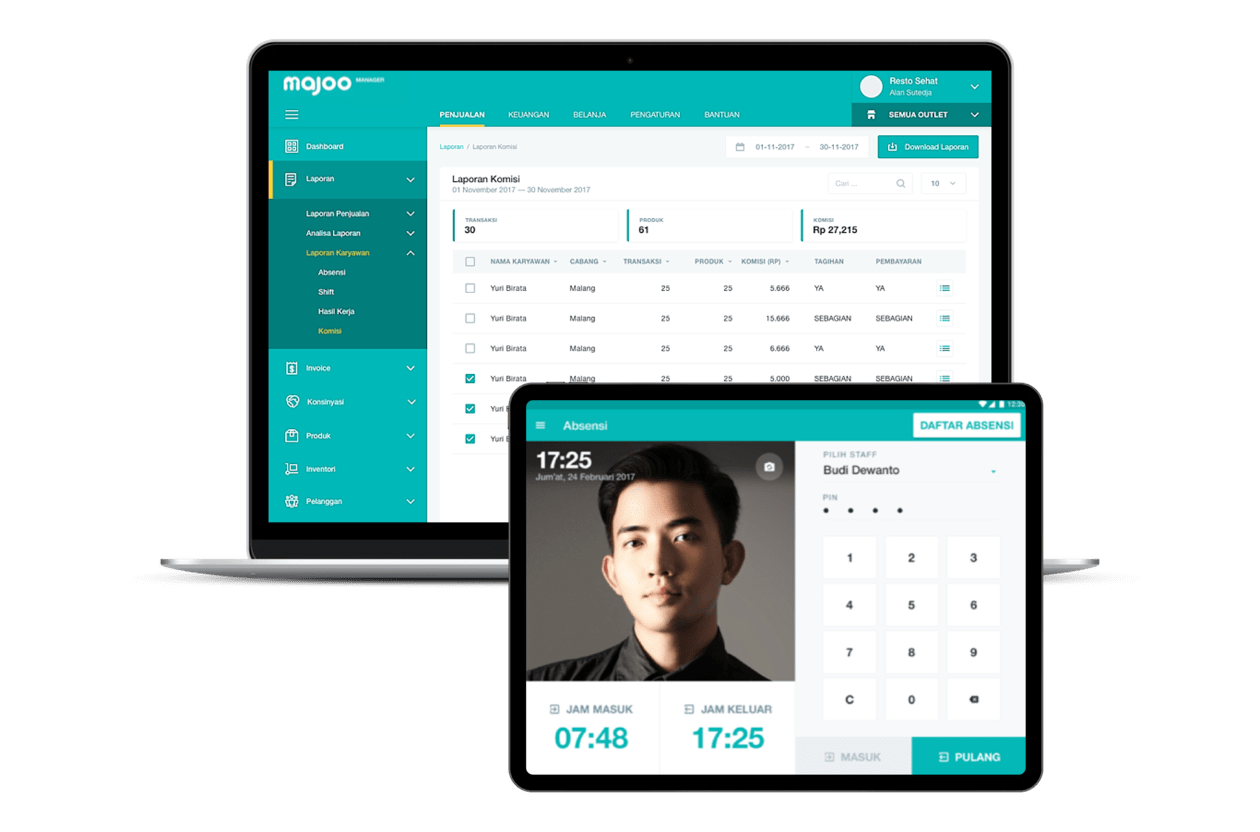 majoo MANAGER
Resto Sehat
Alan Sutedja
PENJUALAN KEUANGAN BELANJA PENGATURAN BANTUAN
SEMUA OUTLET
Dashboard
Laporan
Laporan Penjualan
Analisa Laporan
Laporan Karyawan
Absensi
Shift
Hasil Kerja
Komisi
Invoice
Konsinyasi
Produk
Inventori
Pelanggan
Laporan / Laporan Komisi
01-11-2017 - 30-11-2017
Download Laporan
Laporan Komisi
01 November 2017 — 30 November 2017
Cari ...
10
TRANSAKSI
30
PRODUK
61
KOMISI
Rp 27,215
NAMA KARYAWAN CABANG TRANSAKSI PRODUK KOMISI (RP) TAGIHAN PEMBAYARAN
Yuri Birata Malang 25 25 5.666 YA YA
Yuri Birata Malang 25 25 15.666 SEBAGIAN SEBAGIAN
Yuri Birata Malang 25 25 6.666 YA YA
Yuri Birata Malang 25 25 5.000 SEBAGIAN SEBAGIAN
Yuri
Yuri
Absensi
DAFTAR ABSENSI
17:25
Jum'at, 24 Februari 2017
PILIH STAFF
Budi Dewanto
PIN
1 2 3
4 5 6
7 8 9
C 0
JAM MASUK
07:48
JAM KELUAR
17:25
MASUK
PULANG